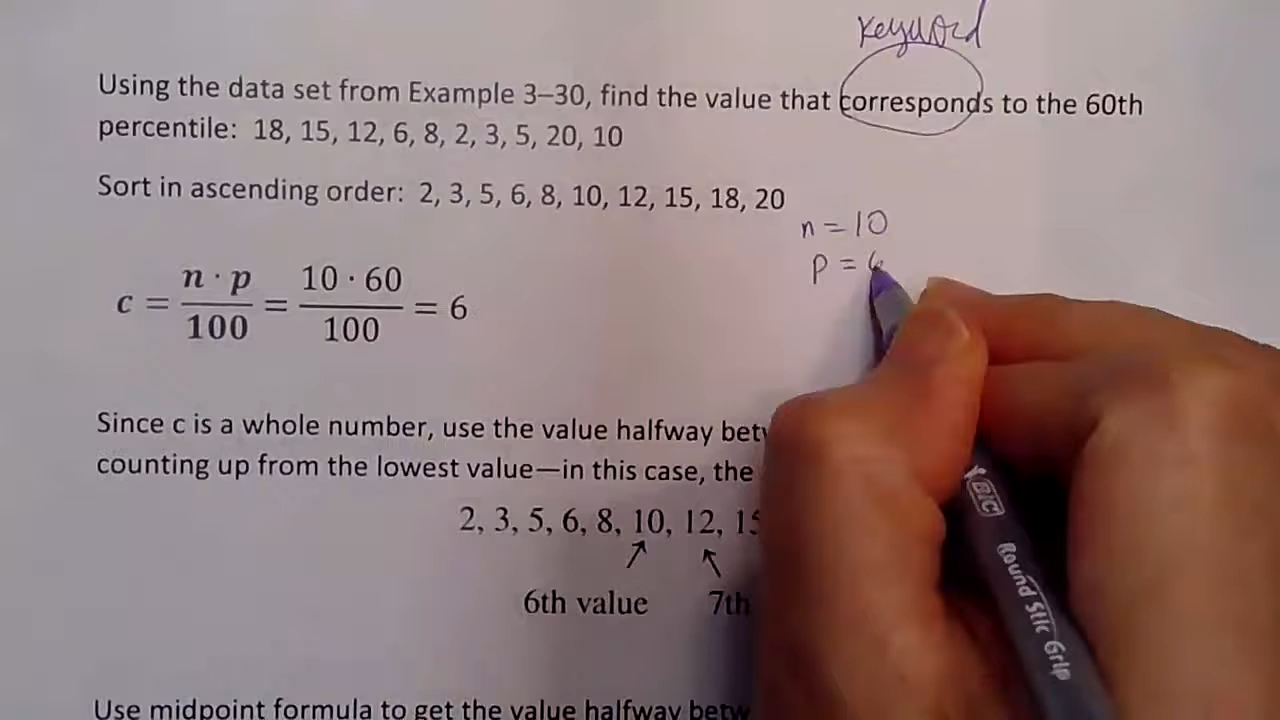 Keyword
Using the data set from Example 3–30, find the value that corresponds to the 60th
percentile: 18, 15, 12, 6, 8, 2, 3, 5, 20, 10
Sort in ascending order: 2, 3, 5, 6, 8, 10, 12, 15, 18, 20
n = 10
p = 6
c = n · p / 100 = 10 · 60 / 100 = 6
Since c is a whole number, use the value halfway
counting up from the lowest value—in this case, the
2, 3, 5, 6, 8, 10, 12, 15
6th value 7th
Use midpoint formula to get the value halfway
BIC
Round Stic Grip